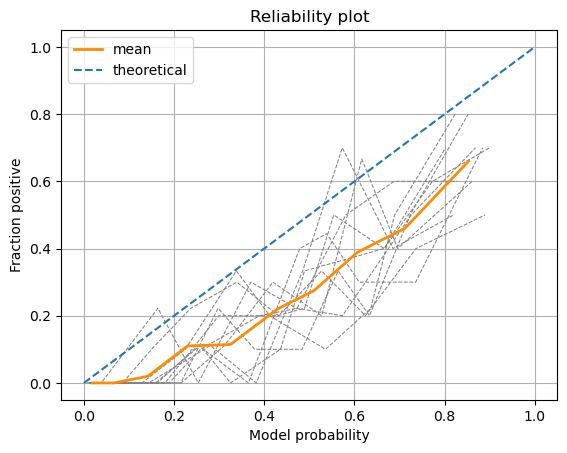 Reliability plot
mean
theoretical
Fraction positive
1.0
0.8
0.6
0.4
0.2
0.0
0.0 0.2 0.4 0.6 0.8 1.0
Model probability